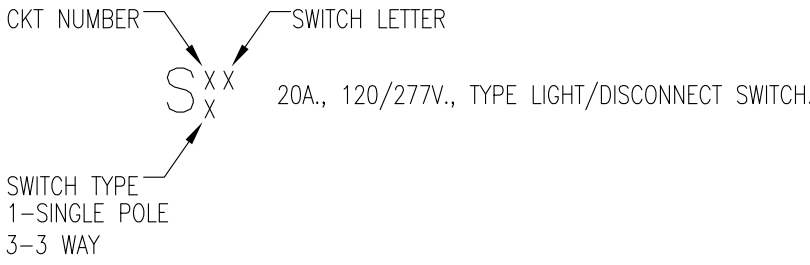 CKT NUMBER SWITCH LETTER
S X X
X
20A., 120/277V., TYPE LIGHT/DISCONNECT SWITCH.
SWITCH TYPE
1-SINGLE POLE
3-3 WAY